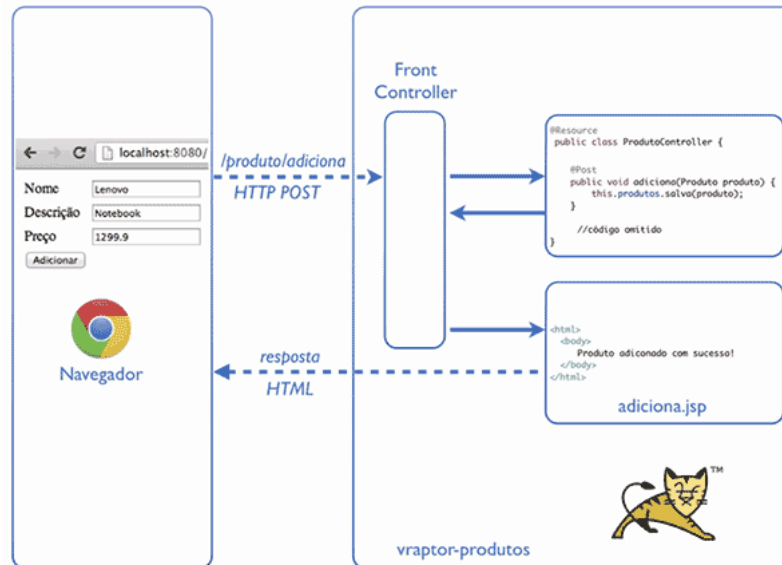 Front
Controller
localhost:8080/
Nome
Lenovo
Descrição
Notebook
Preço
1299.9
Adicionar
Navegador
/produto/adiciona
HTTP POST
@Resource
public class ProdutoController {
@Post
public void adiciona(Produto produto) {
this.produtos.salva(produto);
}
//código omitido
}
resposta
HTML
<html>
<body>
Produto adiconado com sucesso!
</body>
</html>
adiciona.jsp
TM
vraptor-produtos